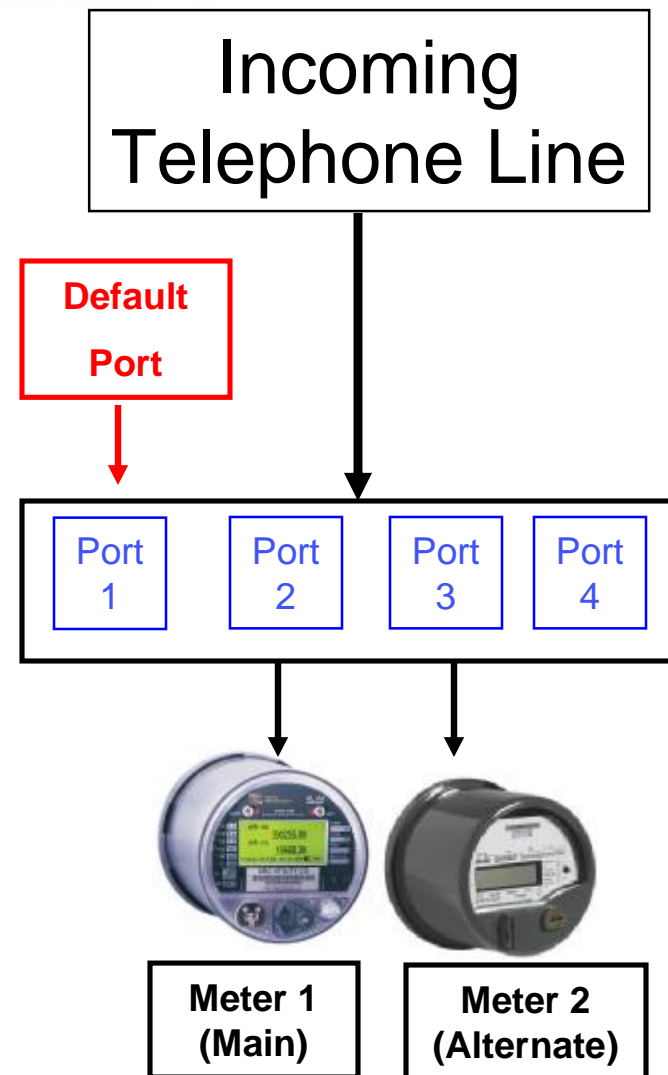 Incoming
Telephone Line
Default
Port
Port
1
Port
2
Port
3
Port
4
Meter 1
(Main)
Meter 2
(Alternate)